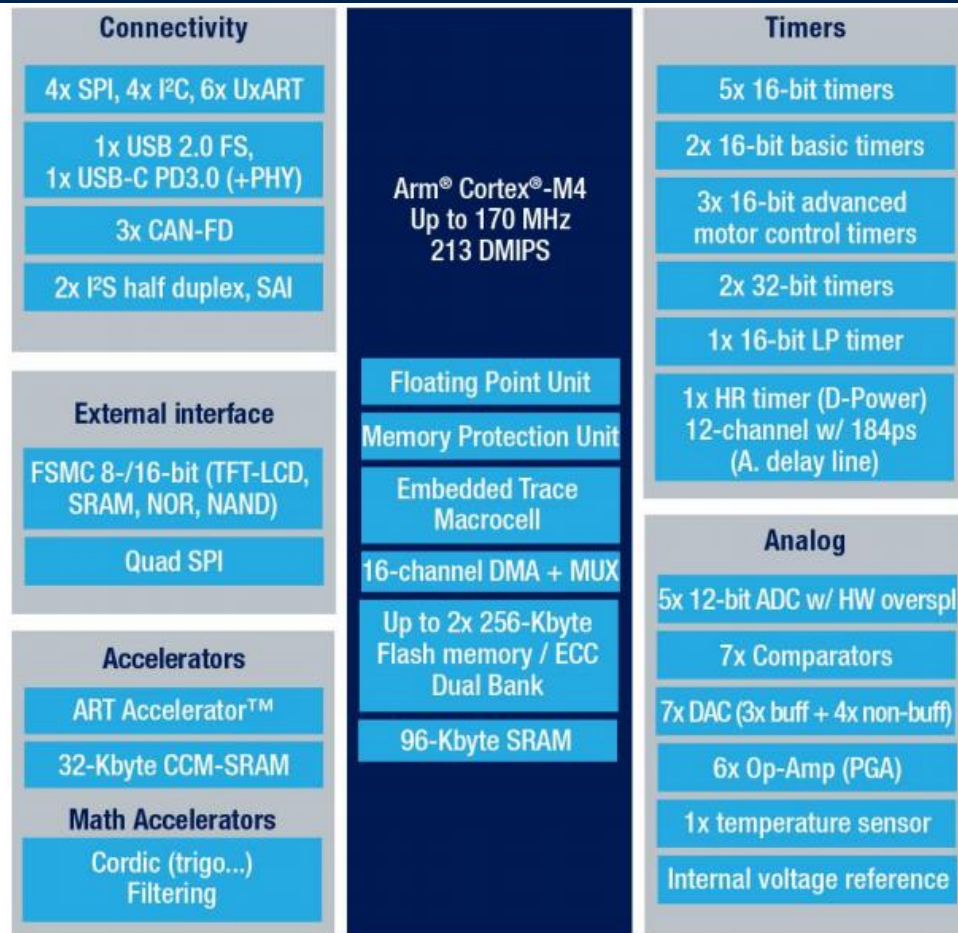 Connectivity
4x SPI, 4x I²C, 6x UxART
1x USB 2.0 FS,
1x USB-C PD3.0 (+PHY)
3x CAN-FD
2x I²S half duplex, SAI
External interface
FSMC 8-/16-bit (TFT-LCD,
SRAM, NOR, NAND)
Quad SPI
Accelerators
ART Accelerator™
32-Kbyte CCM-SRAM
Math Accelerators
Cordic (trigo...)
Filtering
Arm® Cortex®-M4
Up to 170 MHz
213 DMIPS
Floating Point Unit
Memory Protection Unit
Embedded Trace
Macrocell
16-channel DMA + MUX
Up to 2x 256-Kbyte
Flash memory / ECC
Dual Bank
96-Kbyte SRAM
Timers
5x 16-bit timers
2x 16-bit basic timers
3x 16-bit advanced
motor control timers
2x 32-bit timers
1x 16-bit LP timer
1x HR timer (D-Power)
12-channel w/ 184ps
(A. delay line)
Analog
5x 12-bit ADC w/ HW overspl
7x Comparators
7x DAC (3x buff + 4x non-buff)
6x Op-Amp (PGA)
1x temperature sensor
Internal voltage reference